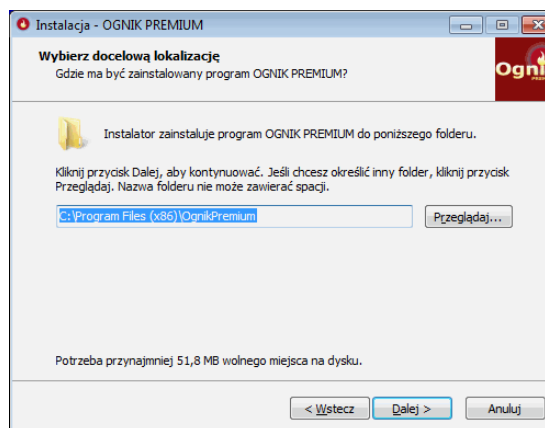 Instalacja - OGNIK PREMIUM
Wybierz docelową lokalizację
Gdzie ma być zainstalowany program OGNIK PREMIUM?
Ogni
Instalator zainstaluje program OGNIK PREMIUM do poniższego folderu.
Kliknij przycisk Dalej, aby kontynuować. Jeśli chcesz określić inny folder, kliknij przycisk
Przeglądaj. Nazwa folderu nie może zawierać spacji.
C:\Program Files (x86)\OgnikPremium
Przeglądaj...
Potrzeba przynajmniej 51,8 MB wolnego miejsca na dysku.
< Wstecz
Dalej >
Anuluj